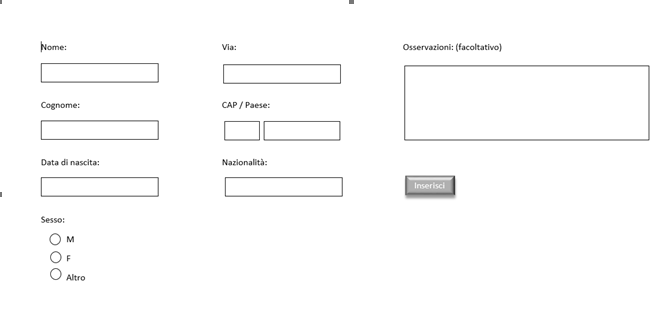 Nome:
Cognome:
Data di nascita:
Sesso:
M
F
Altro
Via:
CAP / Paese:
Nazionalità:
Osservazioni: (facoltativo)
Inserisci